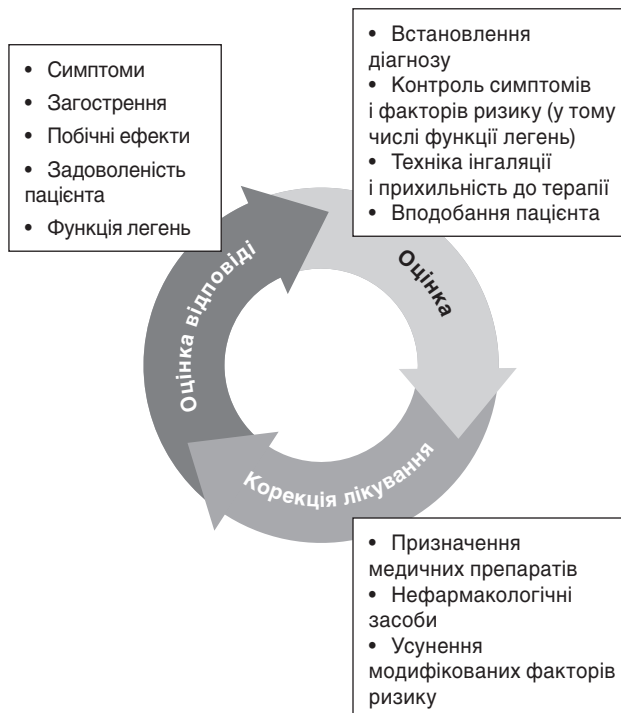 • Симптоми
• Загострення
• Побічні ефекти
• Задоволеність
пацієнта
• Функція легень
• Встановлення
діагнозу
• Контроль симптомів
і факторів ризику (у тому
числі функції легень)
• Техніка інгаляції
і прихильність до терапії
• Вподобання пацієнта
Оцінка
Оцінка відповіді
Корекція лікування
• Призначення
медичних препаратів
• Нефармакологічні
засоби
• Усунення
модифікованих факторів
ризику